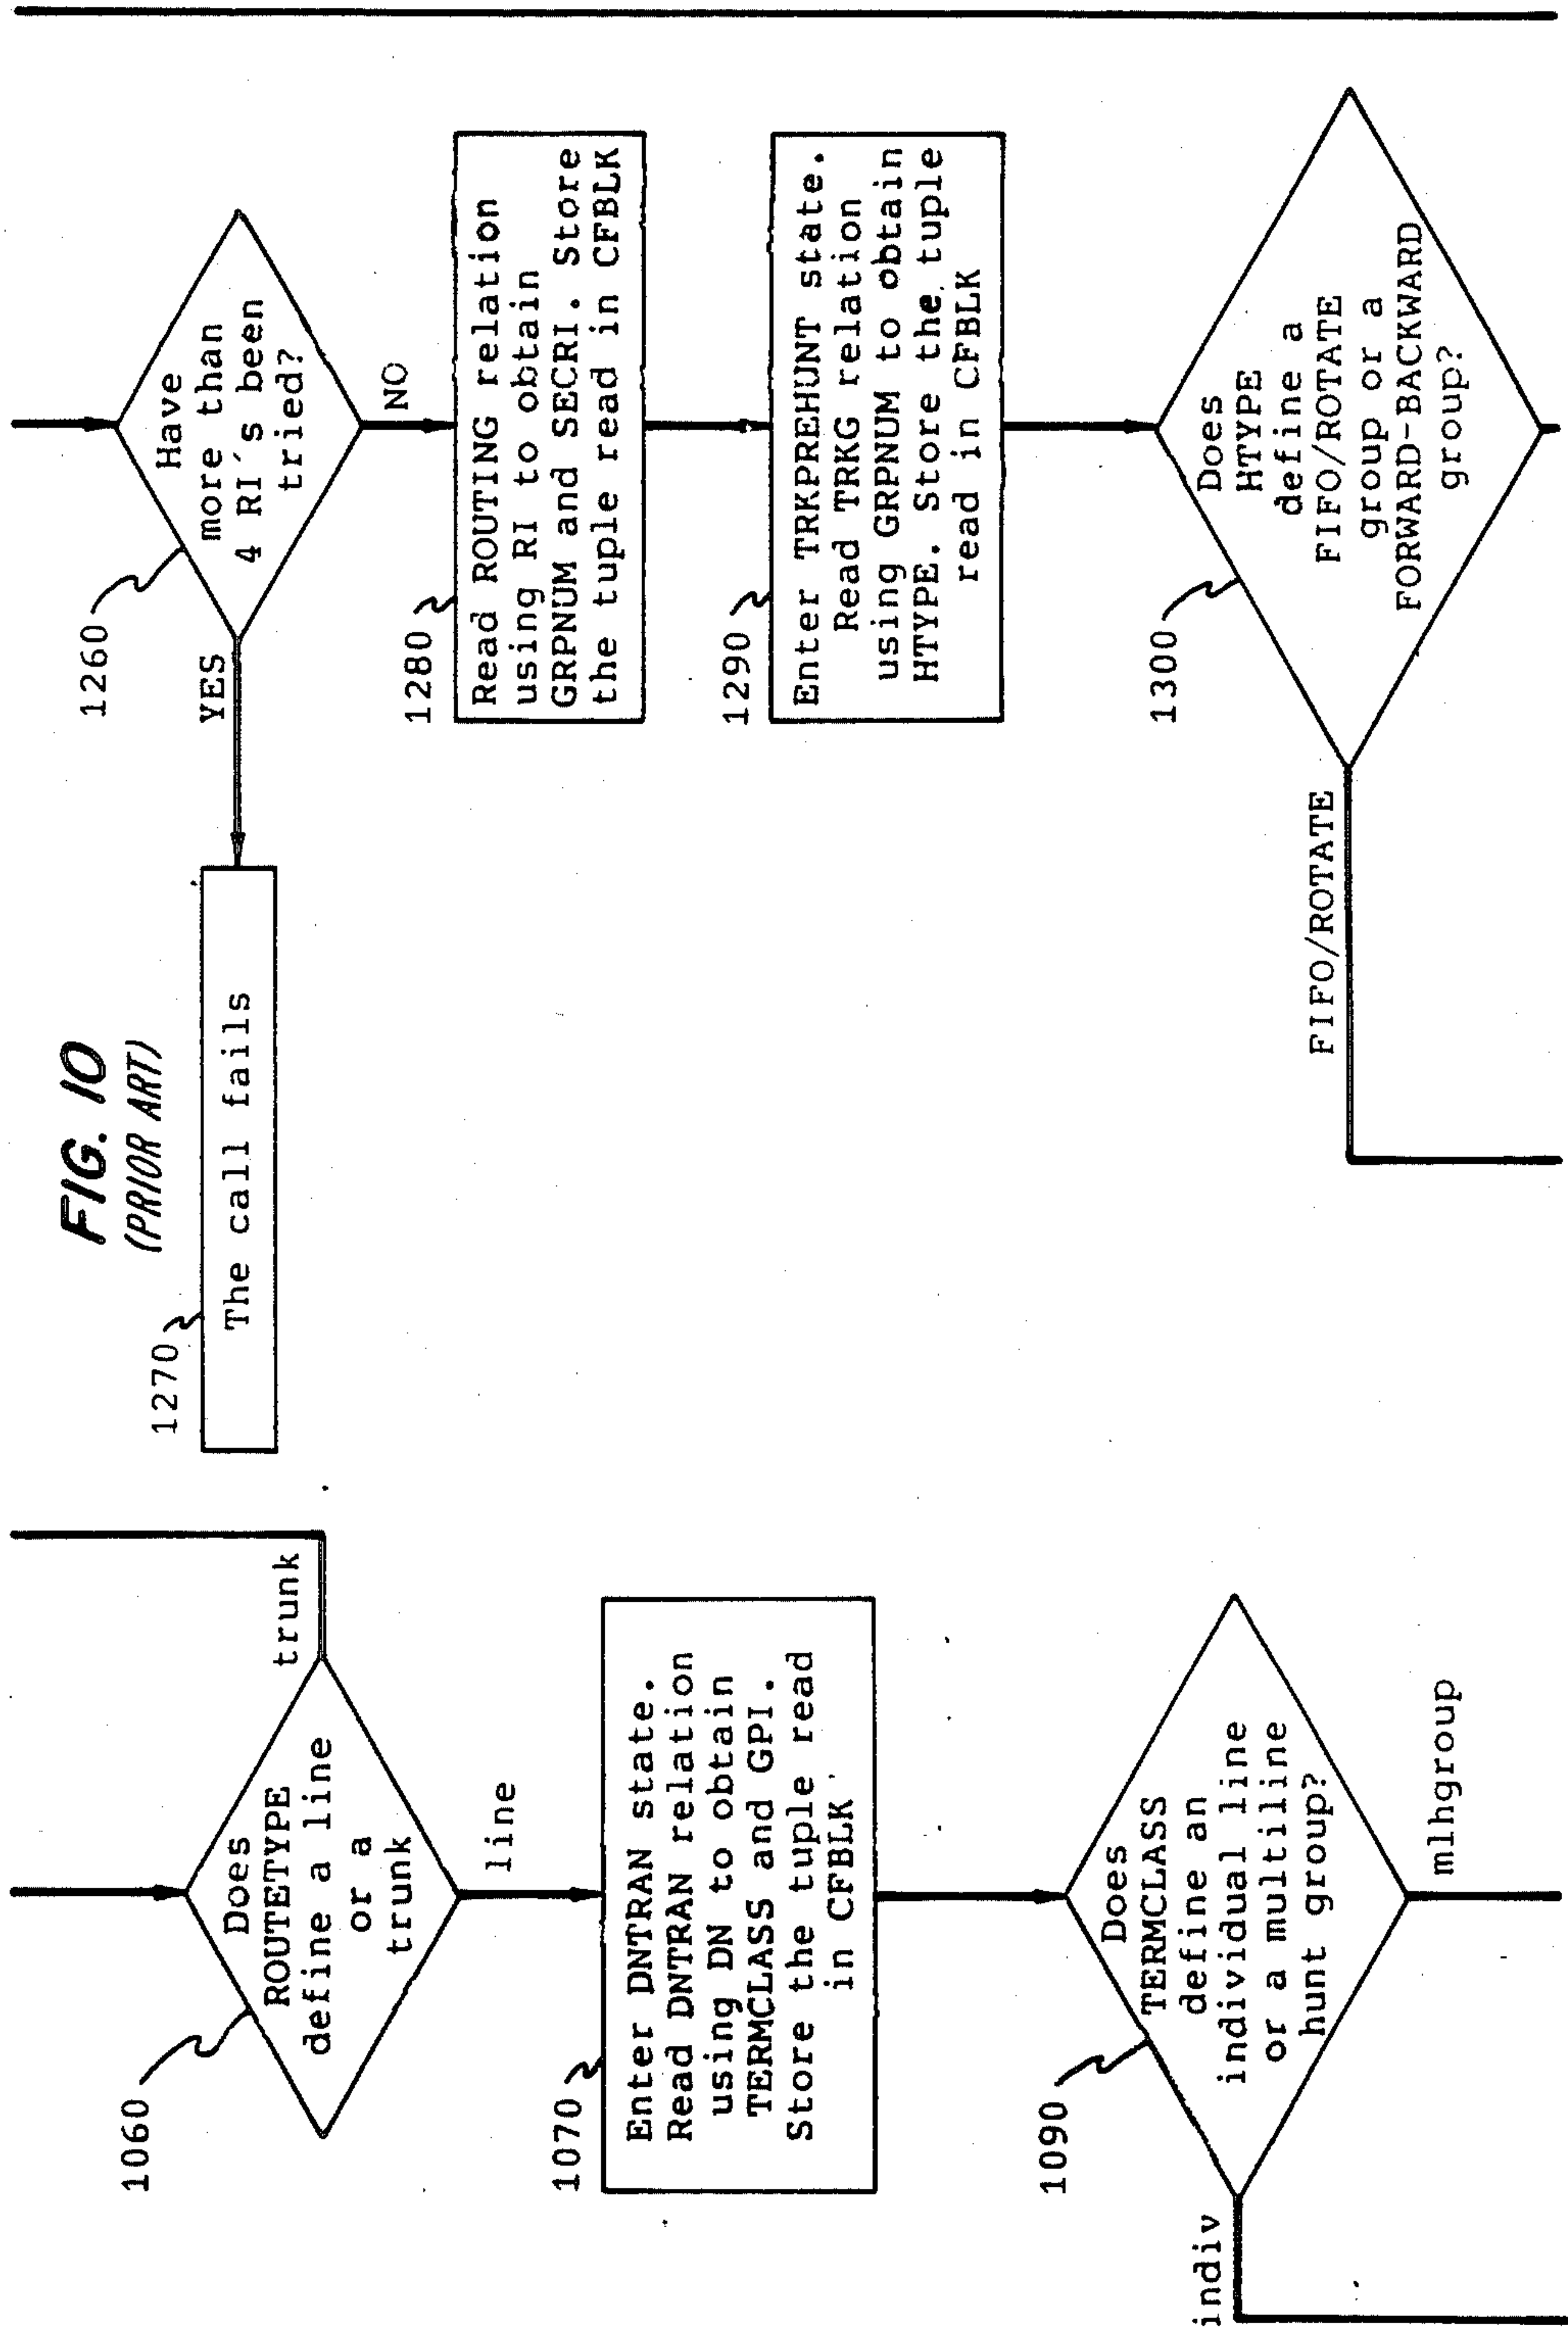 FIG. 10
(PRIOR ART)
1060
Does
ROUTETYPE
define a line
or a
trunk
trunk
line
1070
Enter DNTRAN state.
Read DNTRAN relation
using DN to obtain
TERMCLASS and GPI.
Store the tuple read
in CFBLK
1090
Does
TERMCLASS
define an
individual line
or a multiline
hunt group?
indiv
mlhgroup
1260
Have
more than
4 RI's been
tried?
YES
NO
1270
The call fails
1280
Read ROUTING relation
using RI to obtain
GRPNUM and SECRI. Store
the tuple read in CFBLK
1290
Enter TRKPREHUNT state.
Read TRKG relation
using GRPNUM to obtain
HTYPE. Store the tuple
read in CFBLK
1300
Does
HTYPE
define a
FIFO/ROTATE
group or a
FORWARD-BACKWARD
group?
FIFO/ROTATE